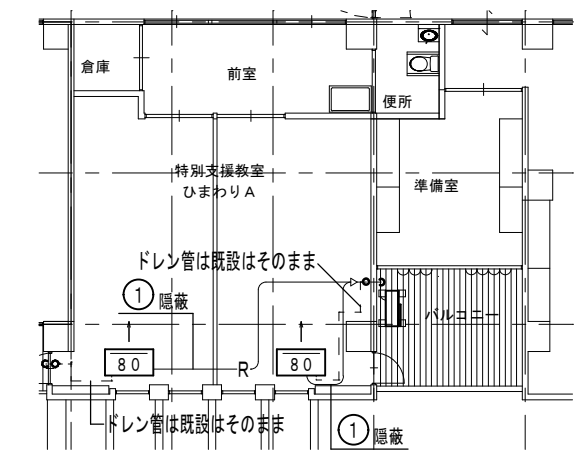 倉庫
前室
便所
特別支援教室
ひまわりA
準備室
ドレン管は既設はそのまま
1 隠蔽
バルコニー
80
R
80
ドレン管は既設はそのまま
1 隠蔽